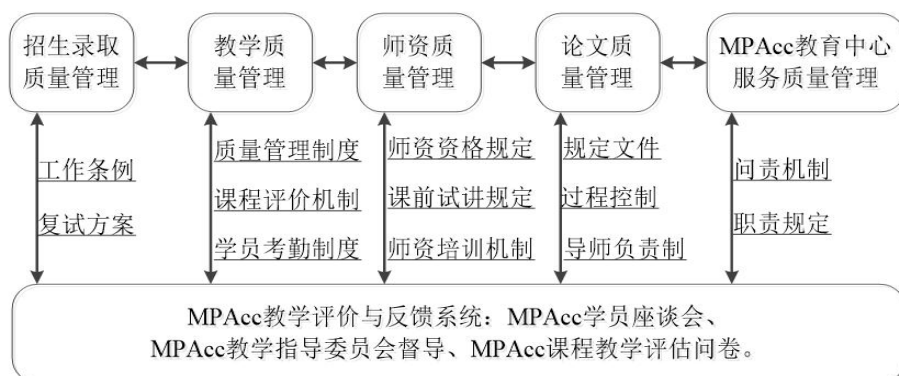 招生录取
质量管理
教学质
量管理
师资质
量管理
论文质
量管理
MPAcc教育中心
服务质量管理
工作条例
复试方案
质量管理制度
课程评价机制
学员考勤制度
师资资格规定
课前试讲规定
师资培训机制
规定文件
过程控制
导师负责制
问责机制
职责规定
MPAcc教学评价与反馈系统：MPAcc学员座谈会、
MPAcc教学指导委员会督导、MPAcc课程教学评估问卷。